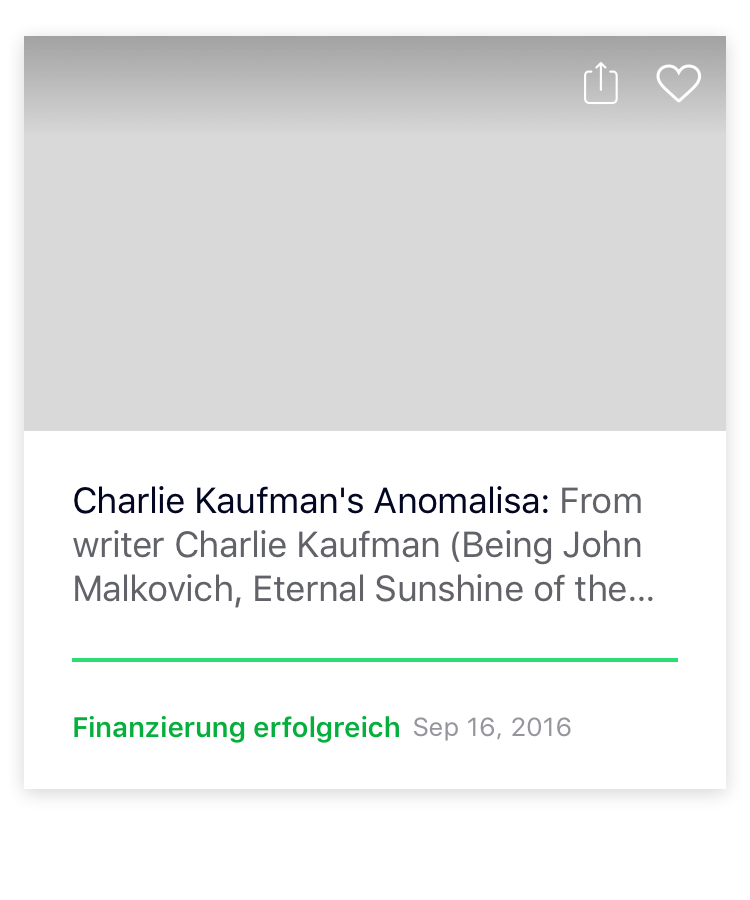 Charlie Kaufman's Anomalisa: From
writer Charlie Kaufman (Being John
Malkovich, Eternal Sunshine of the...
Finanzierung erfolgreich Sep 16, 2016